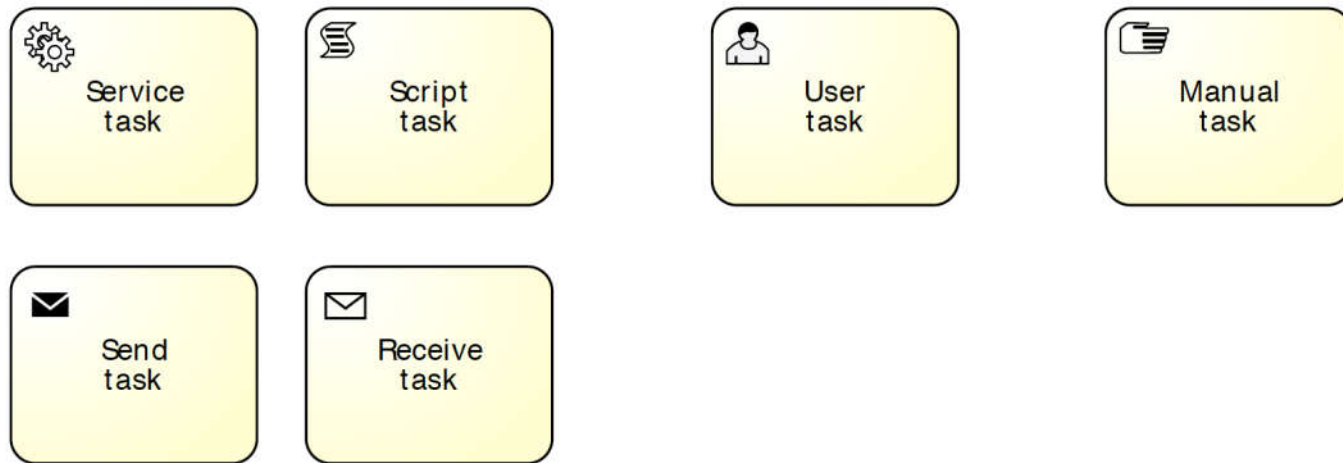 Service
task
Script
task
User
task
Manual
task
Send
task
Receive
task